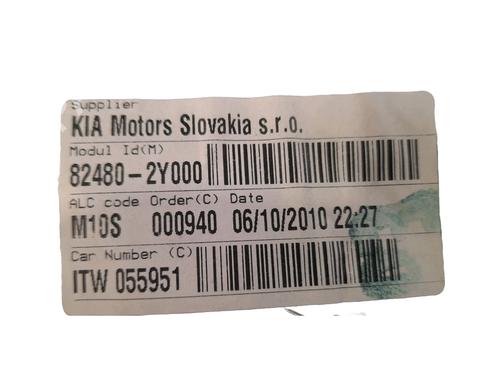 Supplier
KIA Motors Slovakia s.r.o.
Modul Id(M)
82480-2Y000
ALC code Order(C) Date
M10S 000940 06/10/2010 22:27
Car Number (C)
ITW 055951